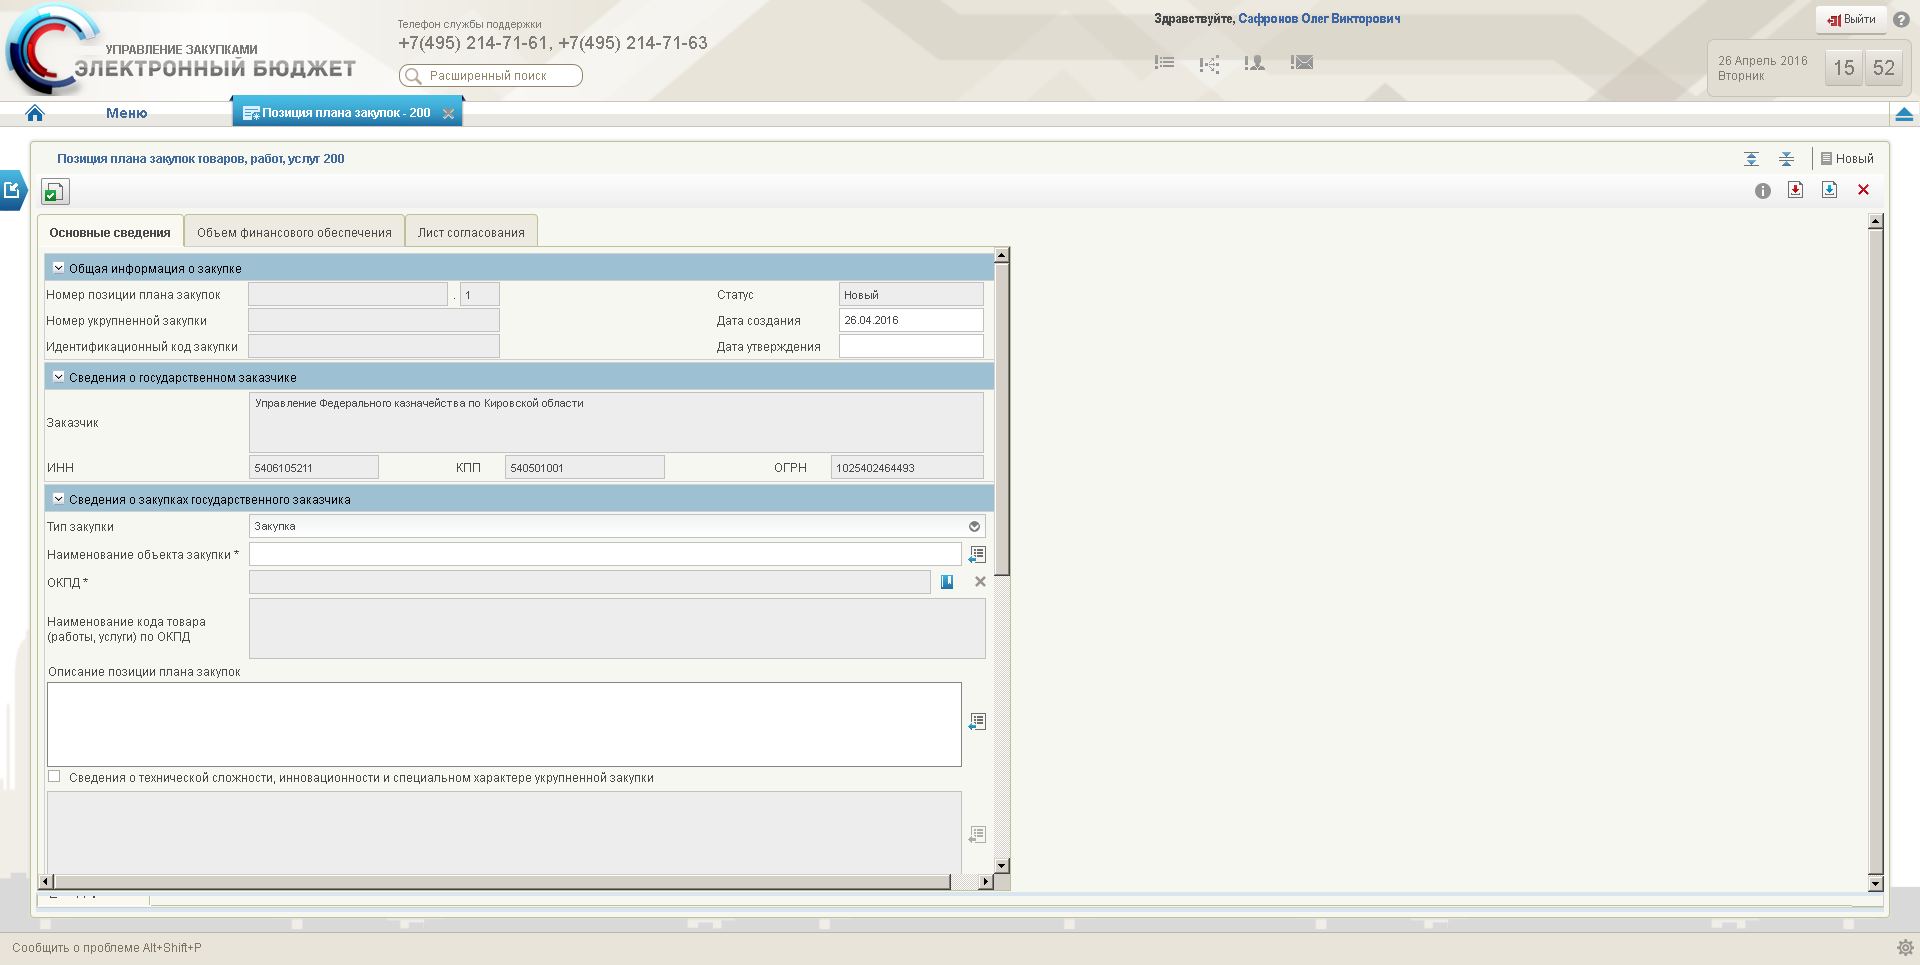 УПРАВЛЕНИЕ ЗАКУПКАМИ
ЭЛЕКТРОННЫЙ БЮДЖЕТ
Телефон службы поддержки
+7(495) 214-71-61, +7(495) 214-71-63
Расширенный поиск
Здравствуйте, Сафронов Олег Викторович
Выйти
26 Апрель 2016
Вторник
15 52
Меню
Позиция плана закупок - 200
Позиция плана закупок товаров, работ, услуг 200
Новый
Основные сведения
Объем финансового обеспечения
Лист согласования
Общая информация о закупке
Номер позиции плана закупок . 1
Статус Новый
Номер укрупненной закупки
Дата создания 26.04.2016
Идентификационный код закупки
Дата утверждения
Сведения о государственном заказчике
Заказчик
Управление Федерального казначейства по Кировской области
ИНН 5406105211 КПП 540501001 ОГРН 1025402464493
Сведения о закупках государственного заказчика
Тип закупки Закупка
Наименование объекта закупки *
ОКПД *
Наименование кода товара
(работы, услуги) по ОКПД
Описание позиции плана закупок
Сведения о технической сложности, инновационности и специальном характере укрупненной закупки
Сообщить о проблеме Alt+Shift+P